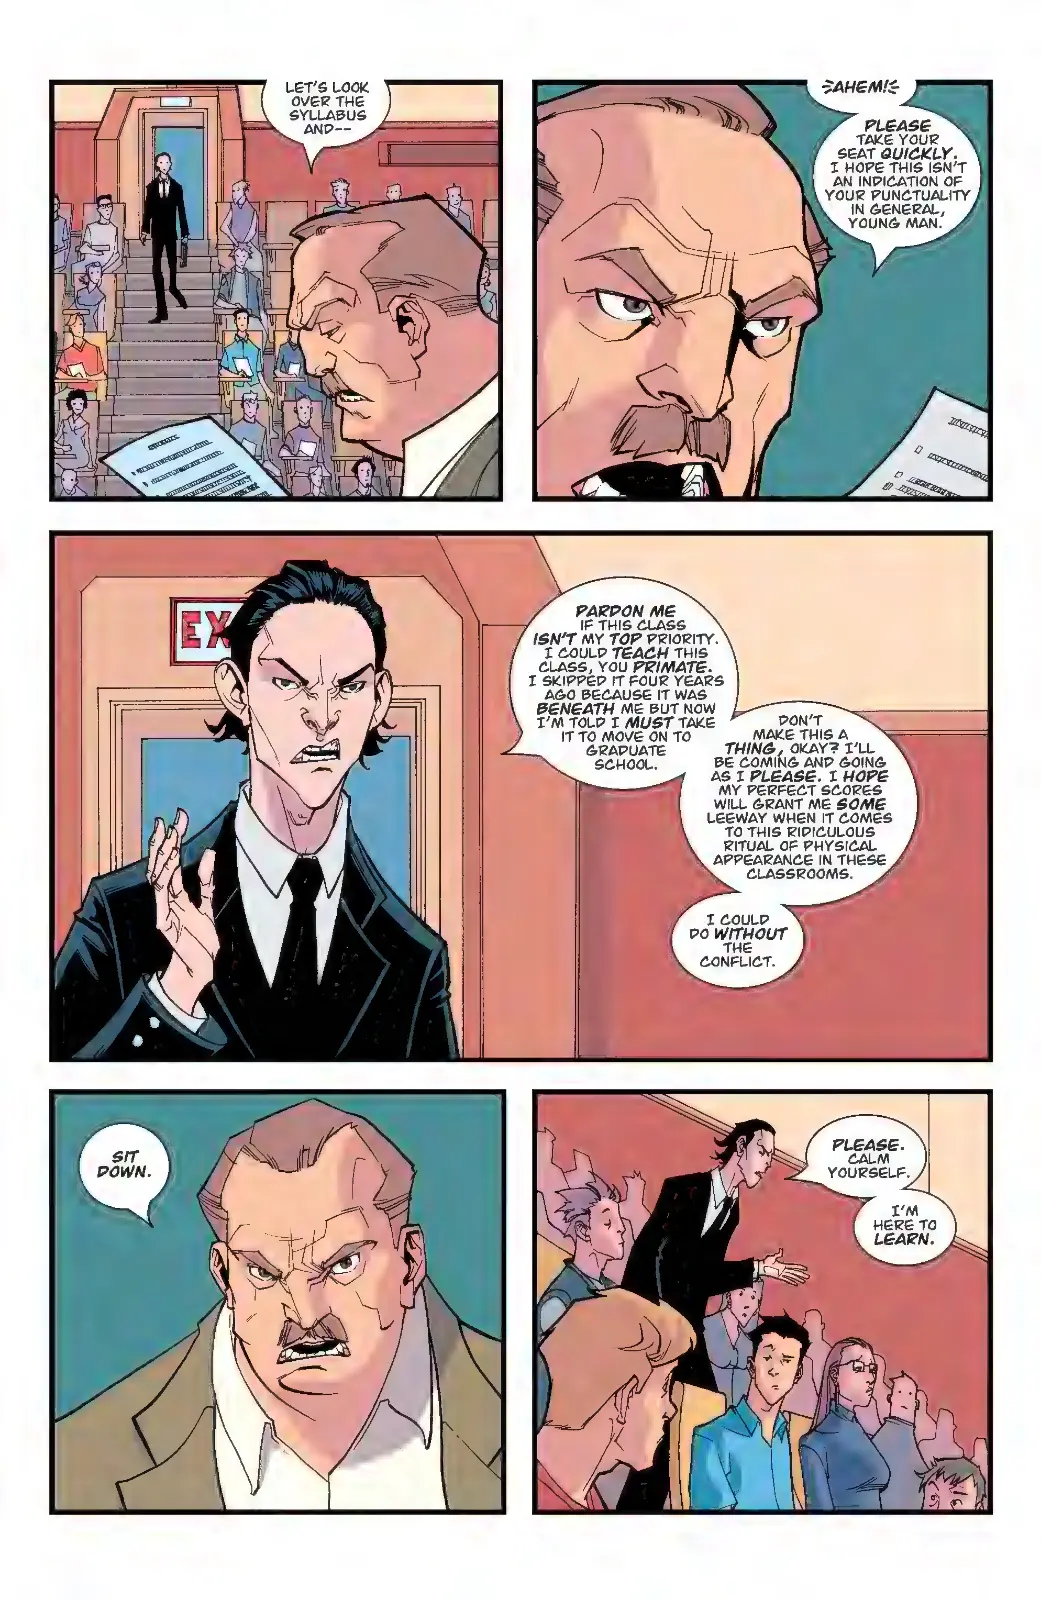 LET'S LOOK
OVER THE
SYLLABUS
AND--
AHEM!
PLEASE
TAKE YOUR
SEAT QUICKLY.
I HOPE THIS ISN'T
AN INDICATION OF
YOUR PUNCTUALITY
IN GENERAL,
YOUNG MAN.
EX
PARDON ME
IF THIS CLASS
ISN'T MY TOP PRIORITY.
I COULD TEACH THIS
CLASS, YOU PRIMATE.
I SKIPPED IT FOUR YEARS
AGO BECAUSE IT WAS
BENEATH ME BUT NOW
I'M TOLD I MUST TAKE
IT TO MOVE ON TO
GRADUATE
SCHOOL.
DON'T
MAKE THIS A
THING, OKAY? I'LL
BE COMING AND GOING
AS I PLEASE. I HOPE
MY PERFECT SCORES
WILL GRANT ME SOME
LEEWAY WHEN IT COMES
TO THIS RIDICULOUS
RITUAL OF PHYSICAL
APPEARANCE IN THESE
CLASSROOMS.
I COULD
DO WITHOUT
THE
CONFLICT.
SIT
DOWN.
PLEASE.
CALM
YOURSELF.
I'M
HERE TO
LEARN.